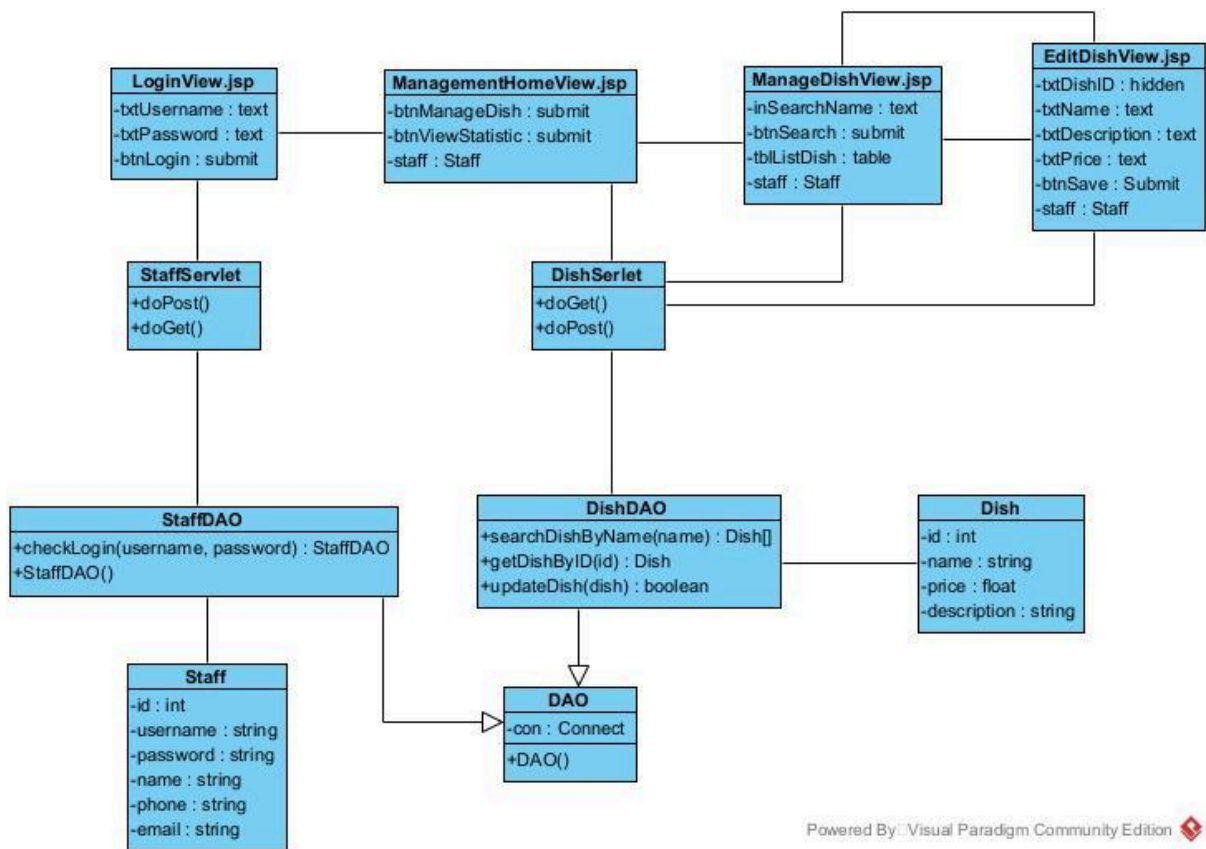 LoginView.jsp
-txtUsername : text
-txtPassword : text
-btnLogin : submit
ManagementHomeView.jsp
-btnManageDish : submit
-btnViewStatistic : submit
-staff : Staff
ManageDishView.jsp
-inSearchName : text
-btnSearch : submit
-tblListDish : table
-staff : Staff
EditDishView.jsp
-txtDishID : hidden
-txtName : text
-txtDescription : text
-txtPrice : text
-btnSave : Submit
-staff : Staff
StaffServlet
+doPost()
+doGet()
DishSerlet
+doGet()
+doPost()
StaffDAO
+checkLogin(username, password) : StaffDAO
+StaffDAO()
DishDAO
+searchDishByName(name) : Dish[]
+getDishByID(id) : Dish
+updateDish(dish) : boolean
Dish
-id : int
-name : string
-price : float
-description : string
Staff
-id : int
-username : string
-password : string
-name : string
-phone : string
-email : string
DAO
-con : Connect
+DAO()
Powered By Visual Paradigm Community Edition